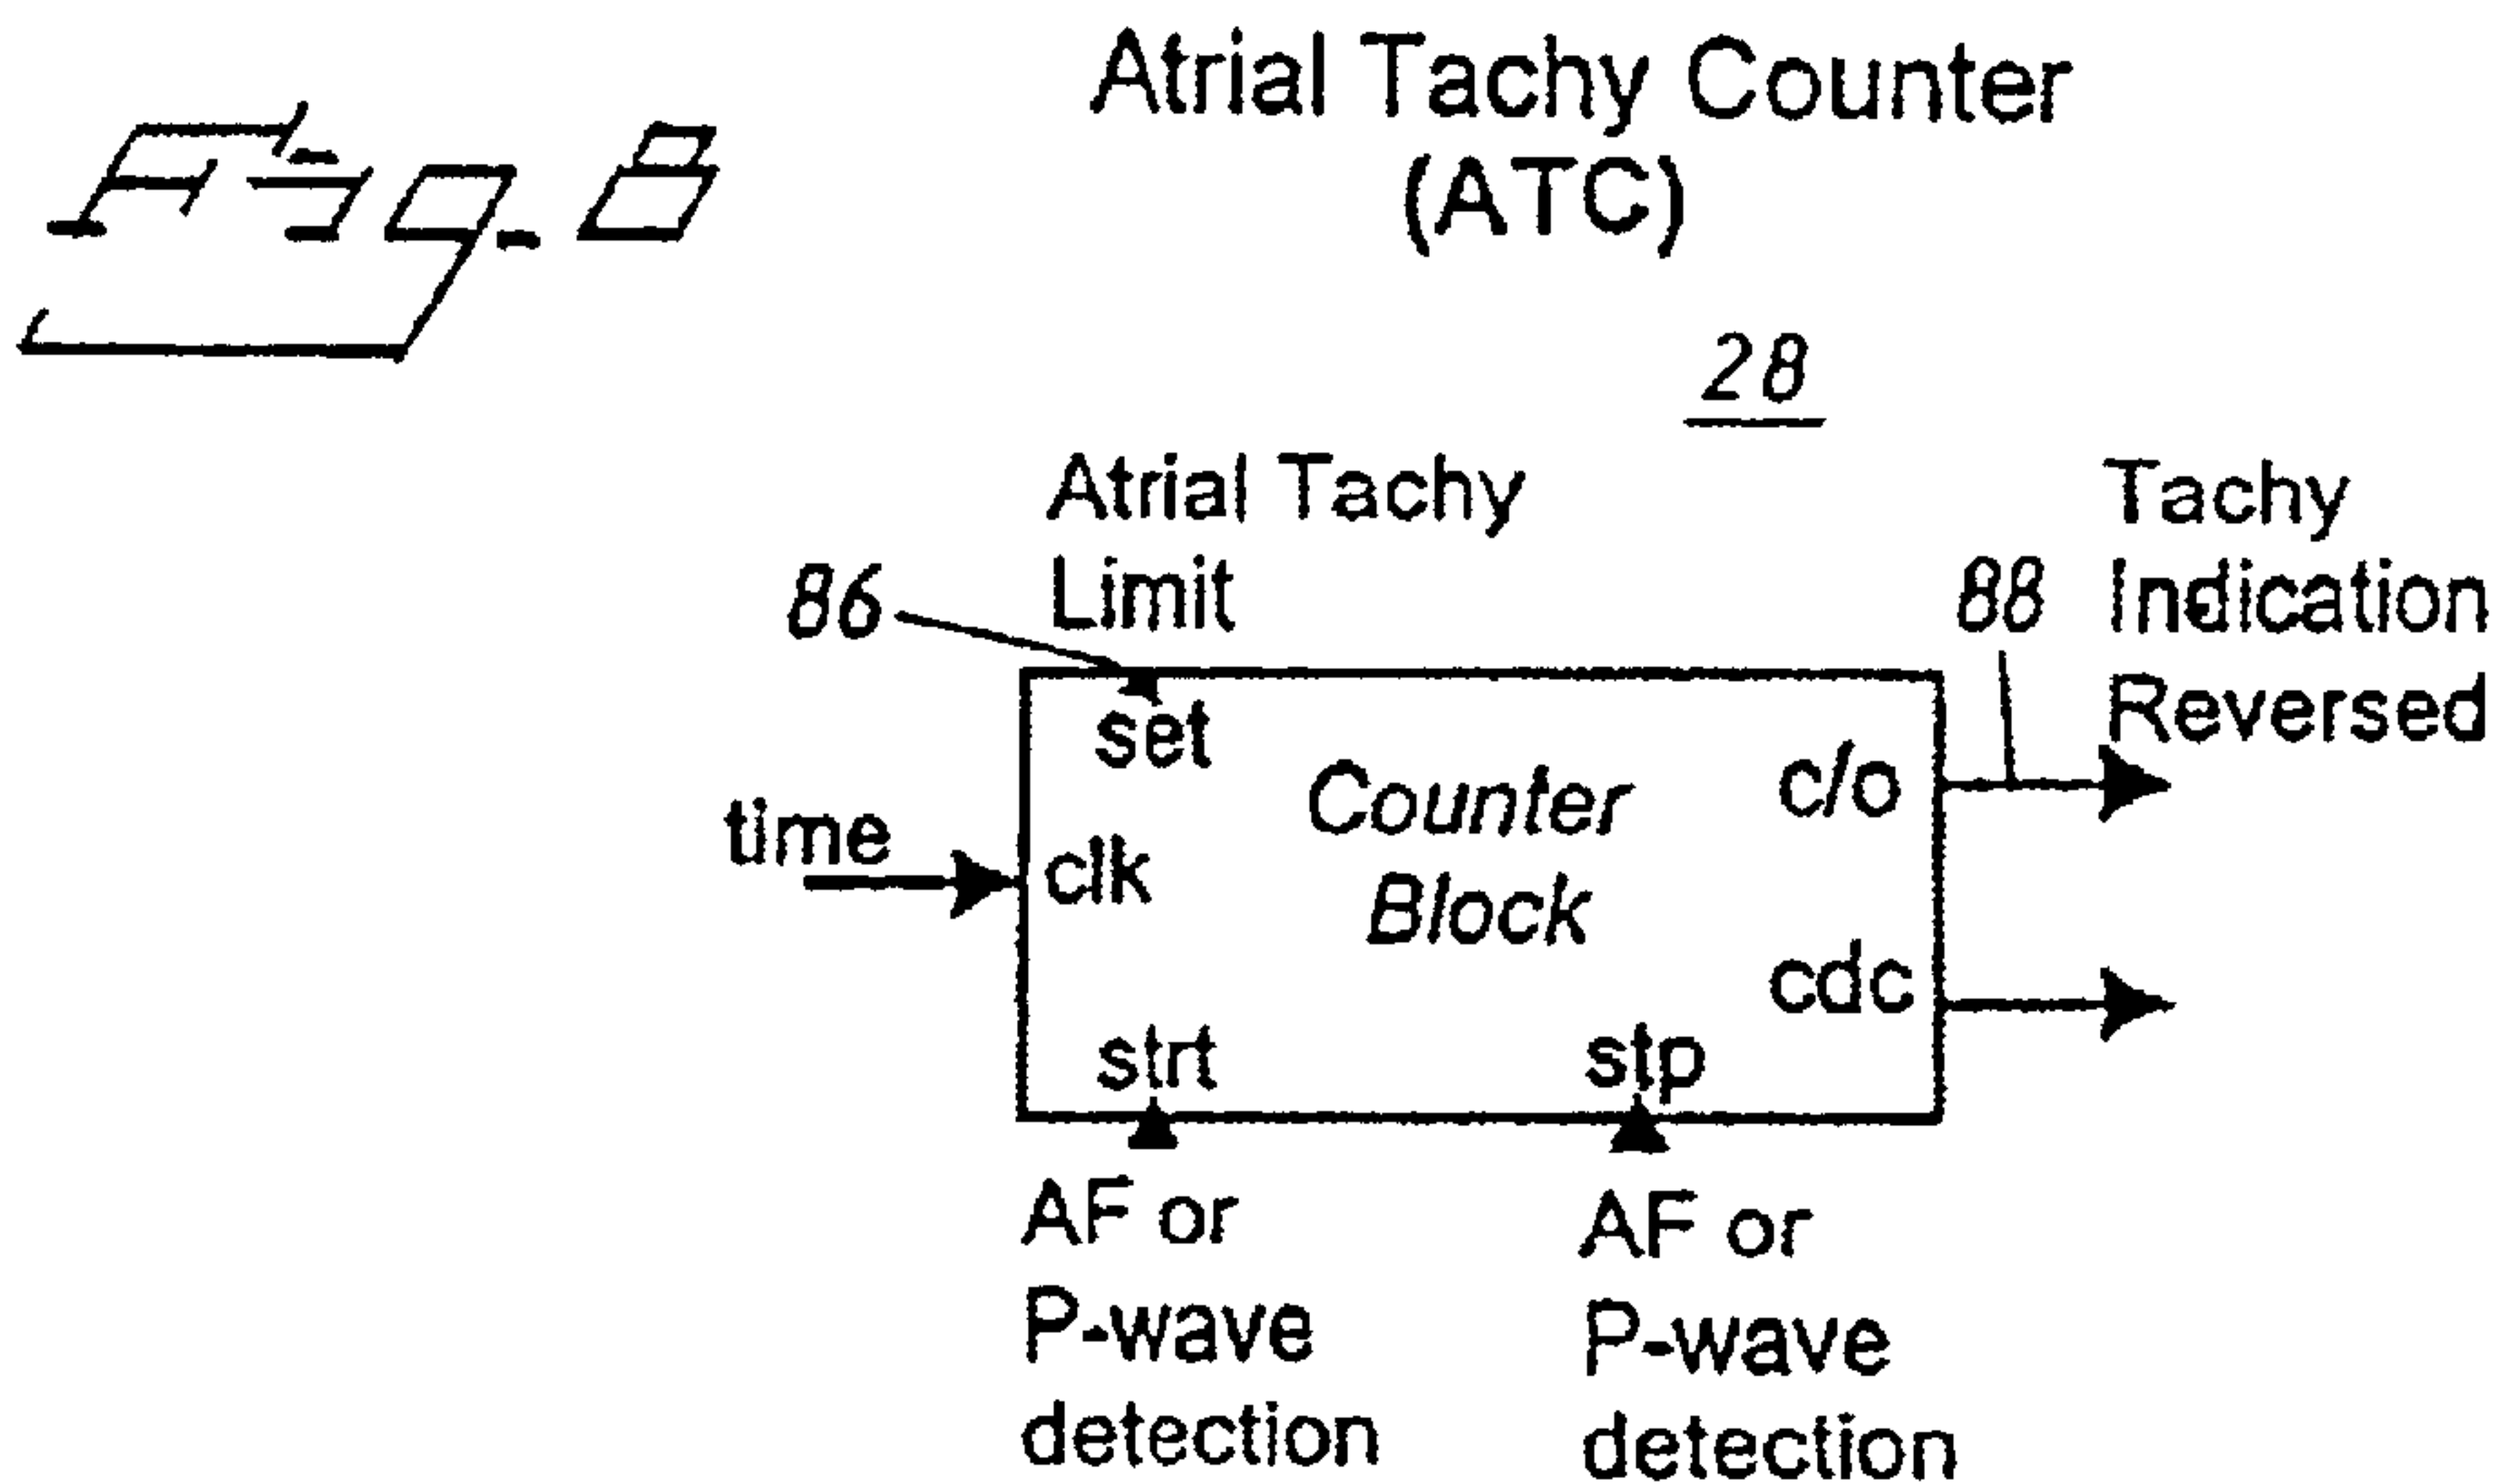 Fig. 8
Atrial Tachy Counter
(ATC)
28
Atrial Tachy
Limit
86
88
Tachy
Indication
Reversed
set
Counter
Block
c/o
time
clk
cdc
strt
stp
AF or
P-wave
detection
AF or
P-wave
detection